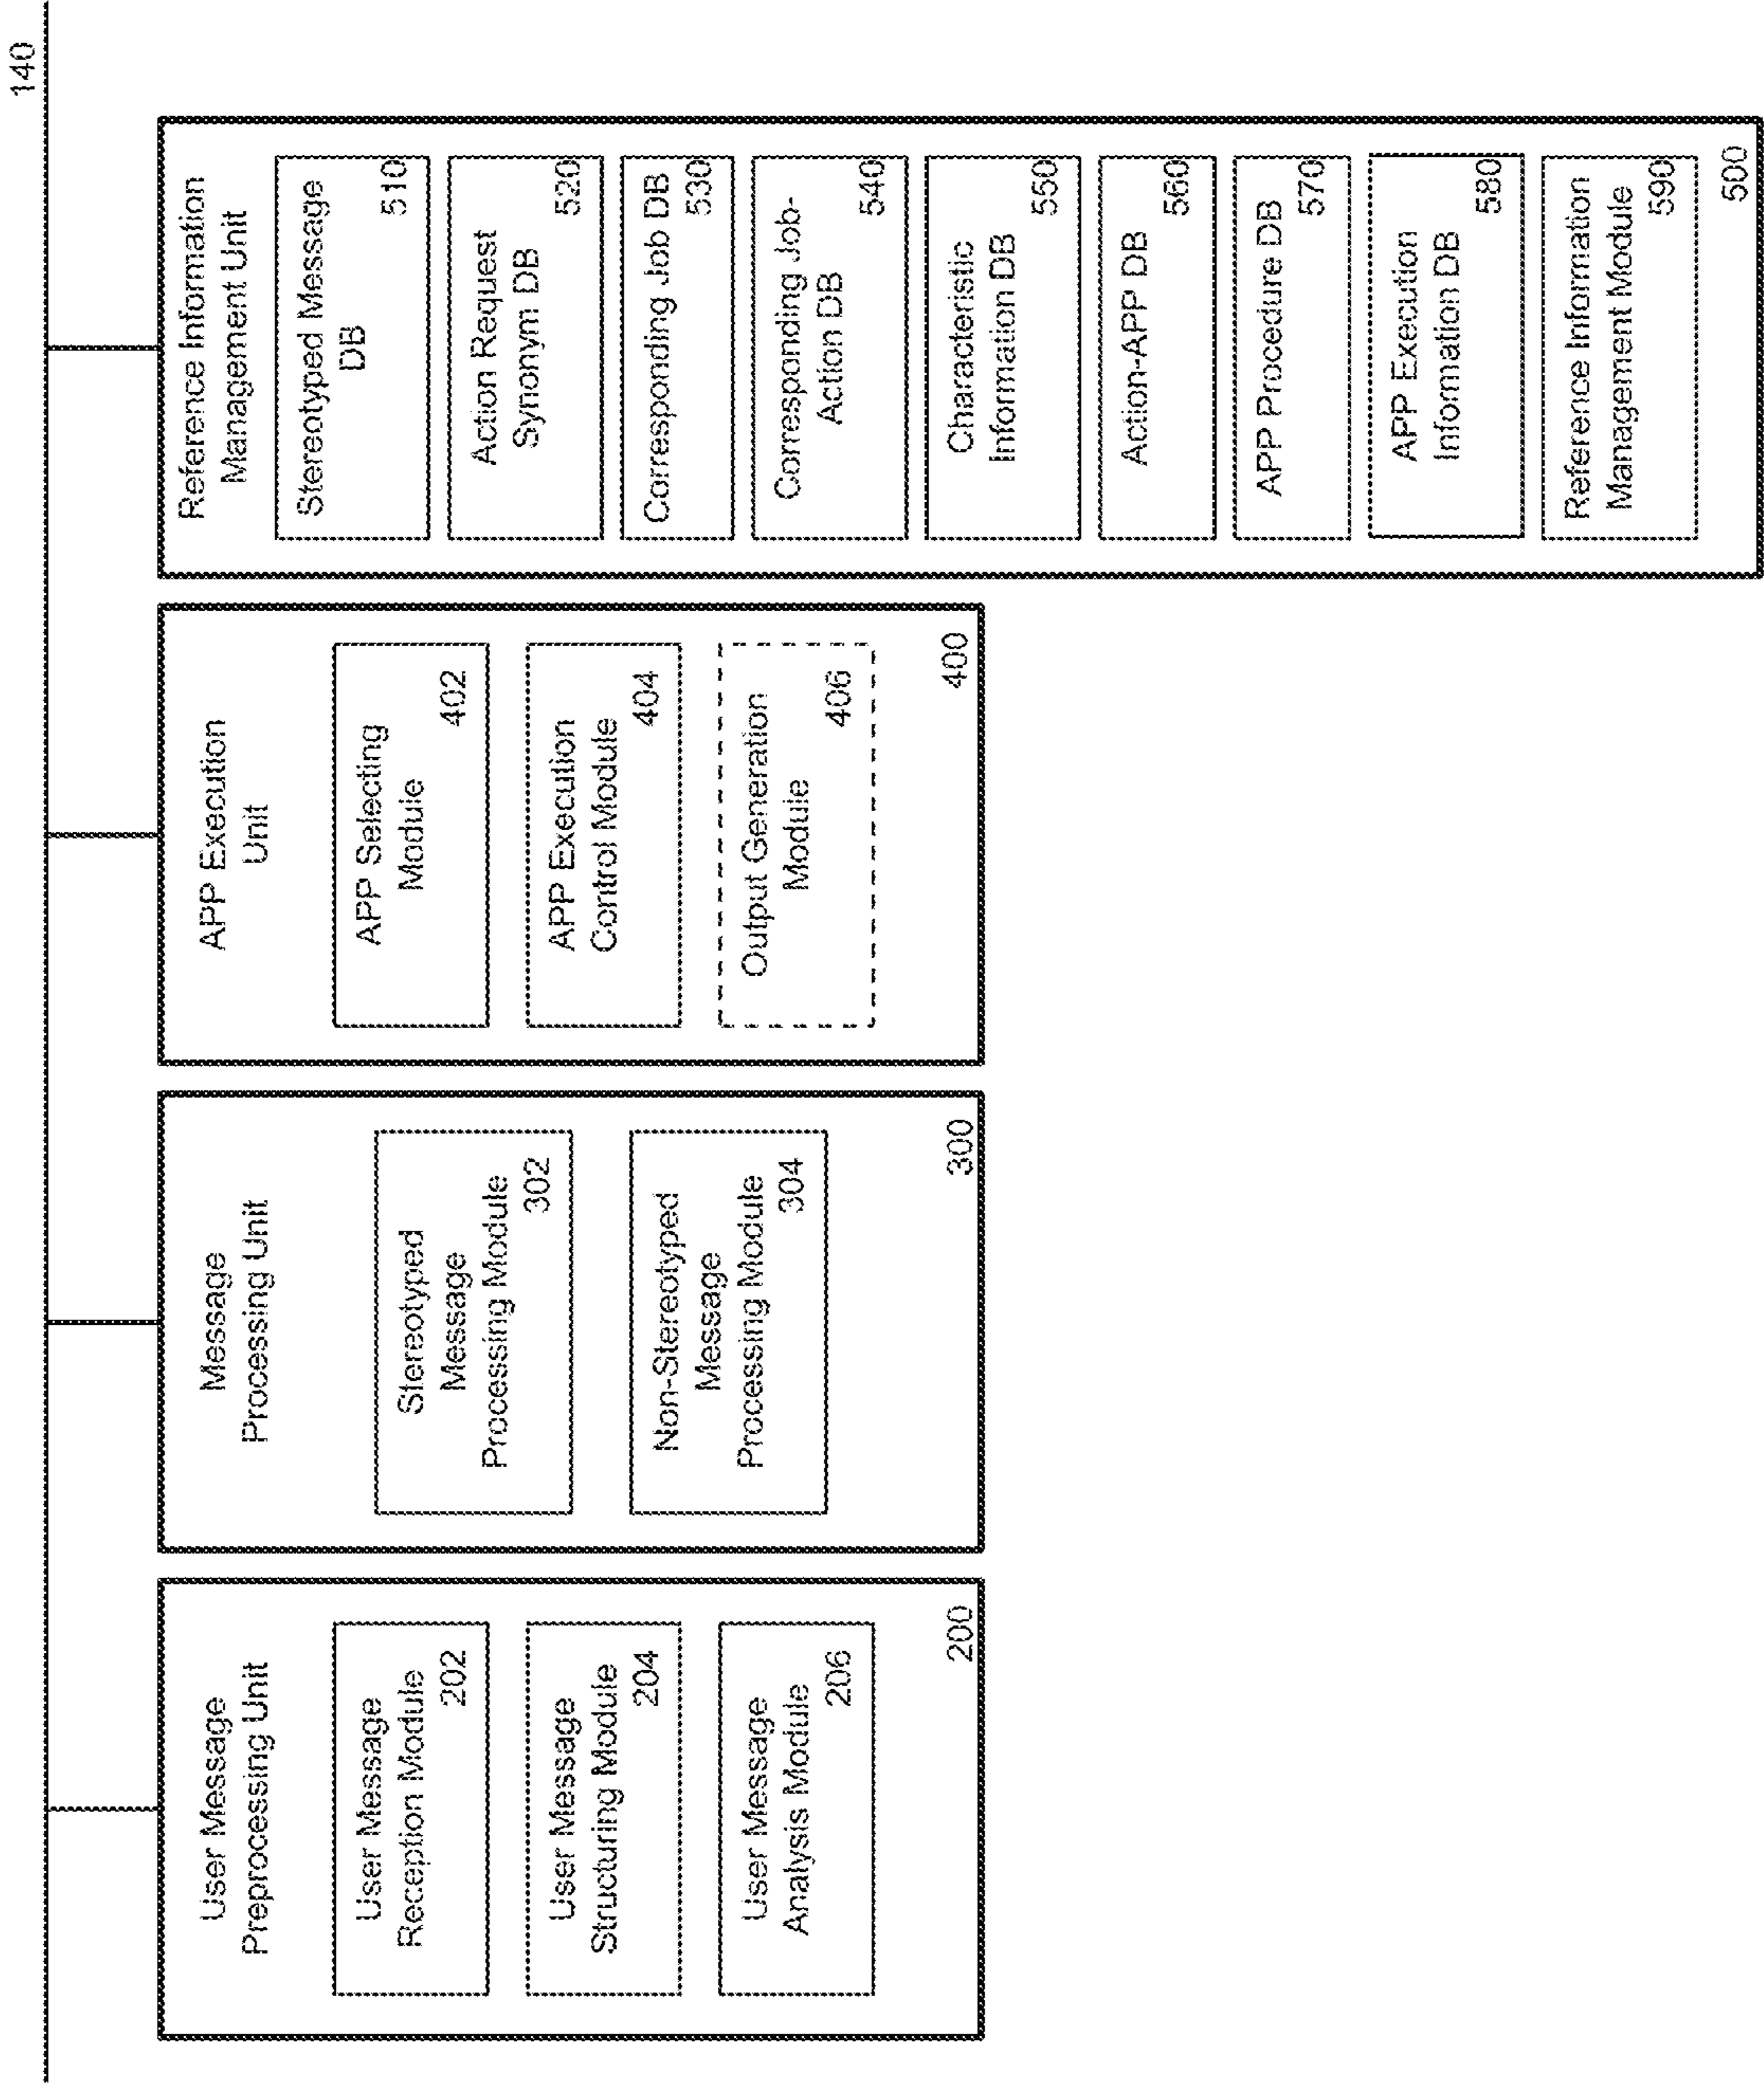 140
User Message
Preprocessing Unit
User Message
Reception Module
202
User Message
Structuring Module
204
User Message
Analysis Module
206
200
Message
Processing Unit
Stereotyped
Message
Processing Module
302
Non-Stereotyped
Message
Processing Module
304
300
APP Execution
Unit
APP Selecting
Module
402
APP Execution
Control Module
404
Output Generation
Module
406
400
Reference Information
Management Unit
Stereotyped Message
DB
510
Action Request
Synonym DB
520
Corresponding Job DB
530
Corresponding Job-
Action DB
540
Characteristic
Information DB
550
Action-APP DB
560
APP Procedure DB
570
APP Execution
Information DB
580
Reference Information
Management Module
590
500